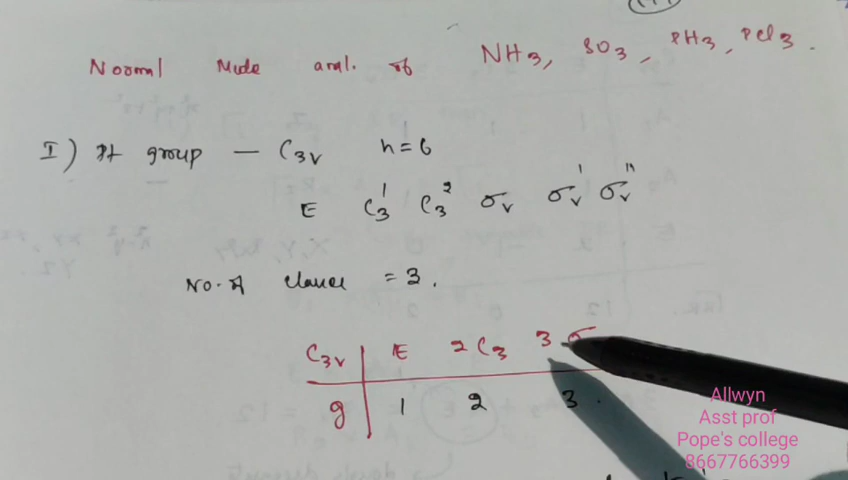 Normal Mode anal. of NH3, SO3, PH3, PCl3.
I) Pt group — C3v h=6
E C3¹ C3² σv σv' σv"
No. of classes = 3.
C3v | E 2C3 3σ
g | 1 2 3
Allwyn
Asst prof
Pope's college
8667766399